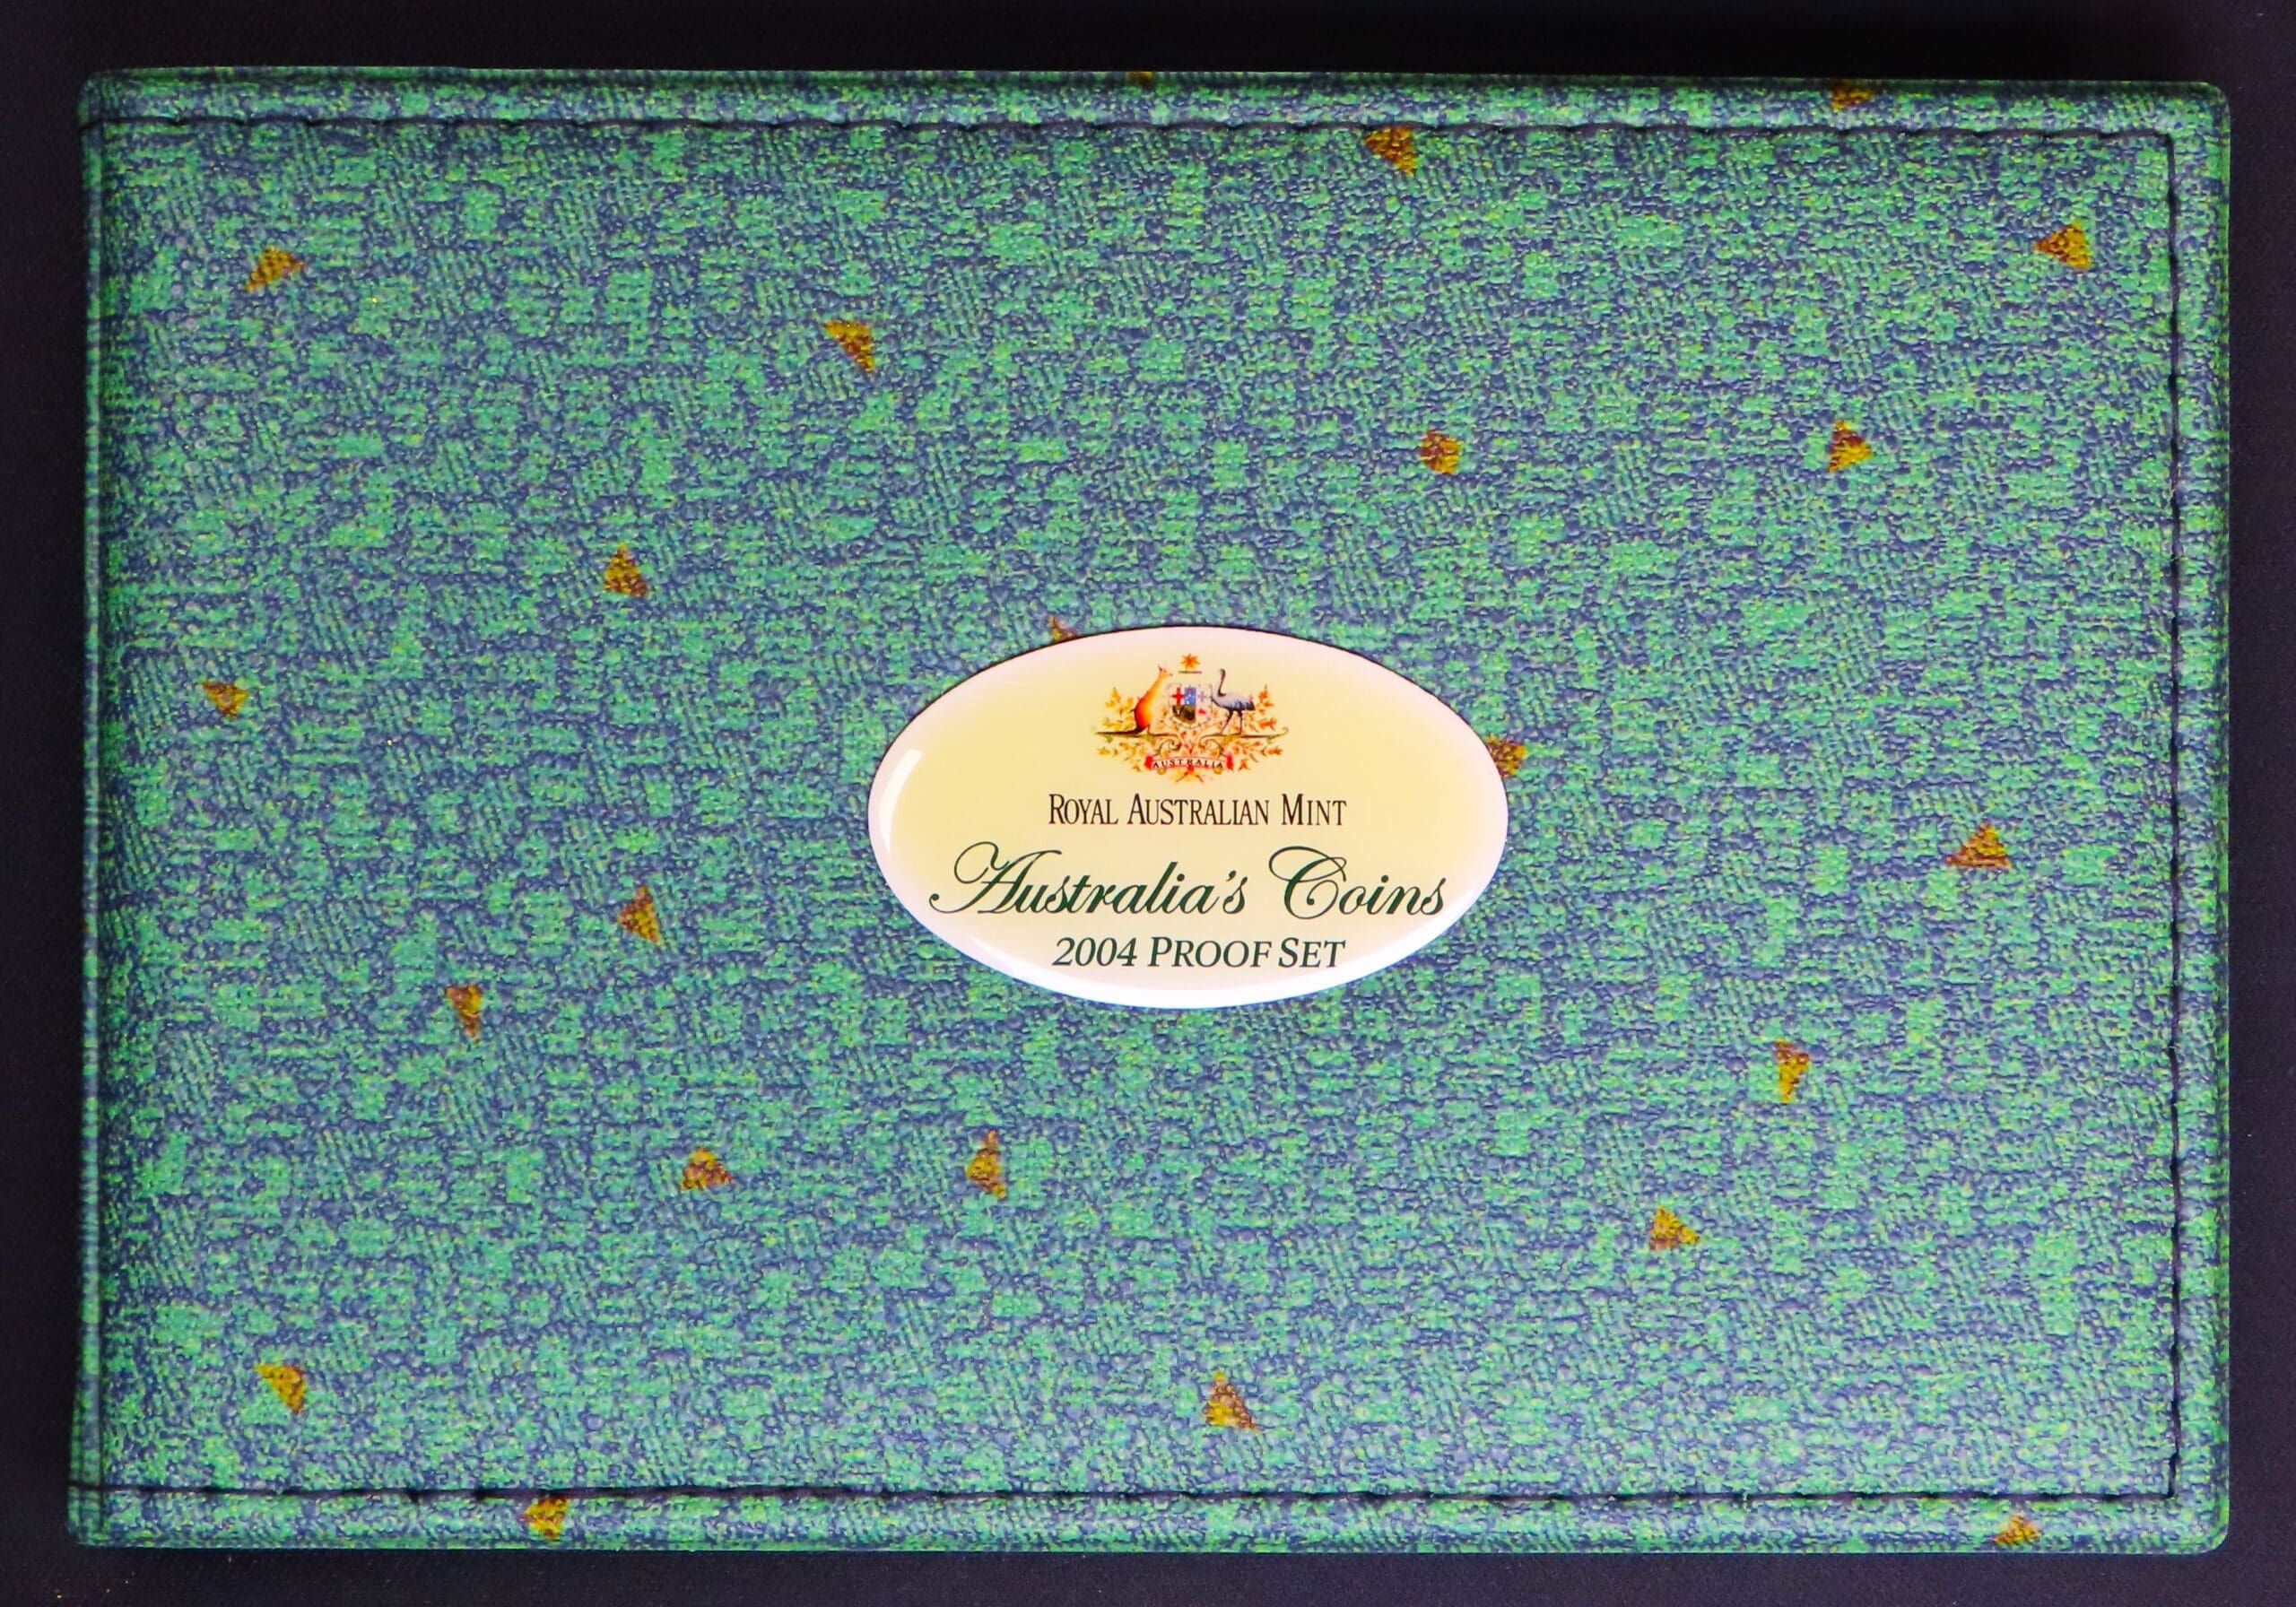 AUSTRALIA
ROYAL AUSTRALIAN MINT
Australia's Coins
2004 PROOF SET